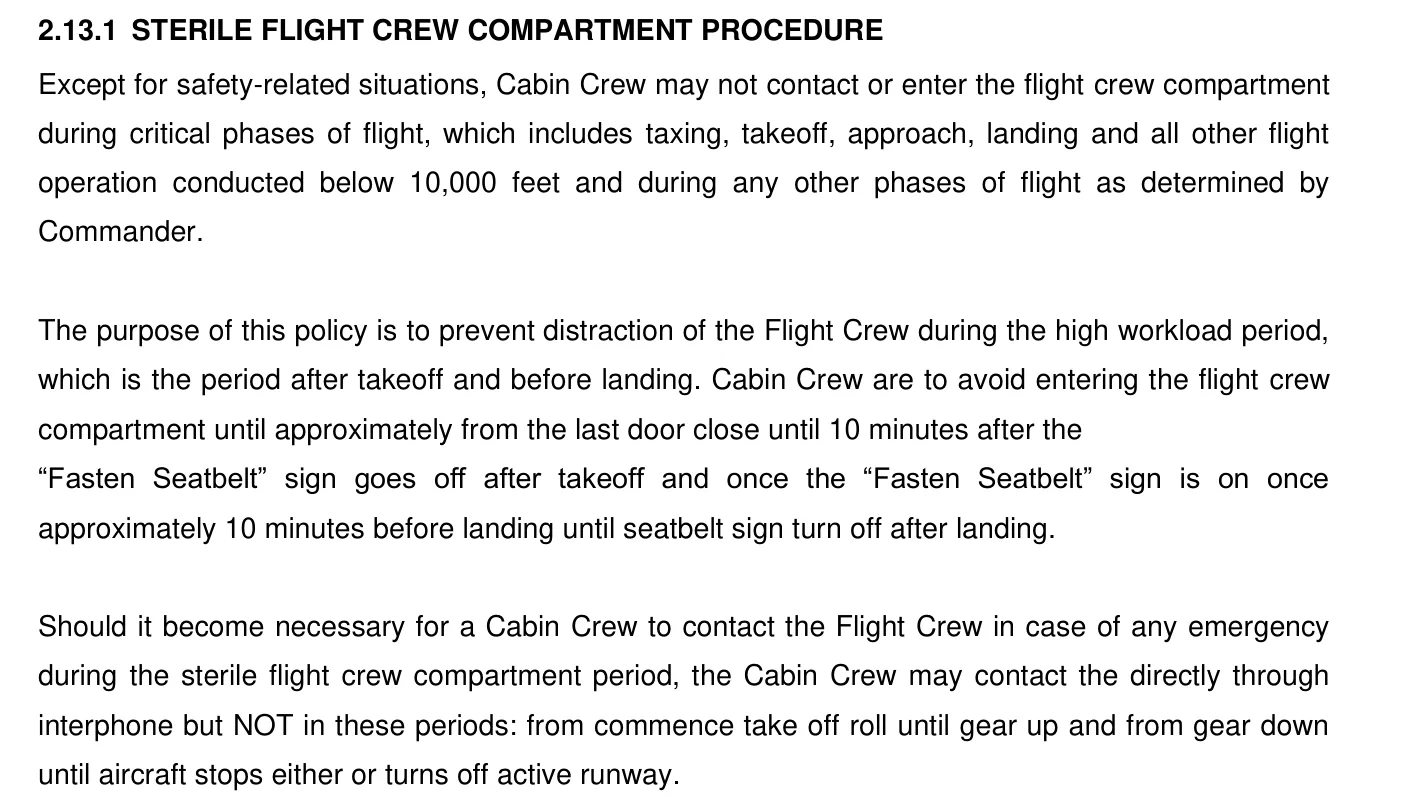 2.13.1 STERILE FLIGHT CREW COMPARTMENT PROCEDURE
Except for safety-related situations, Cabin Crew may not contact or enter the flight crew compartment
during critical phases of flight, which includes taxing, takeoff, approach, landing and all other flight
operation conducted below 10,000 feet and during any other phases of flight as determined by
Commander.
The purpose of this policy is to prevent distraction of the Flight Crew during the high workload period,
which is the period after takeoff and before landing. Cabin Crew are to avoid entering the flight crew
compartment until approximately from the last door close until 10 minutes after the
“Fasten Seatbelt” sign goes off after takeoff and once the “Fasten Seatbelt” sign is on once
approximately 10 minutes before landing until seatbelt sign turn off after landing.
Should it become necessary for a Cabin Crew to contact the Flight Crew in case of any emergency
during the sterile flight crew compartment period, the Cabin Crew may contact the directly through
interphone but NOT in these periods: from commence take off roll until gear up and from gear down
until aircraft stops either or turns off active runway.